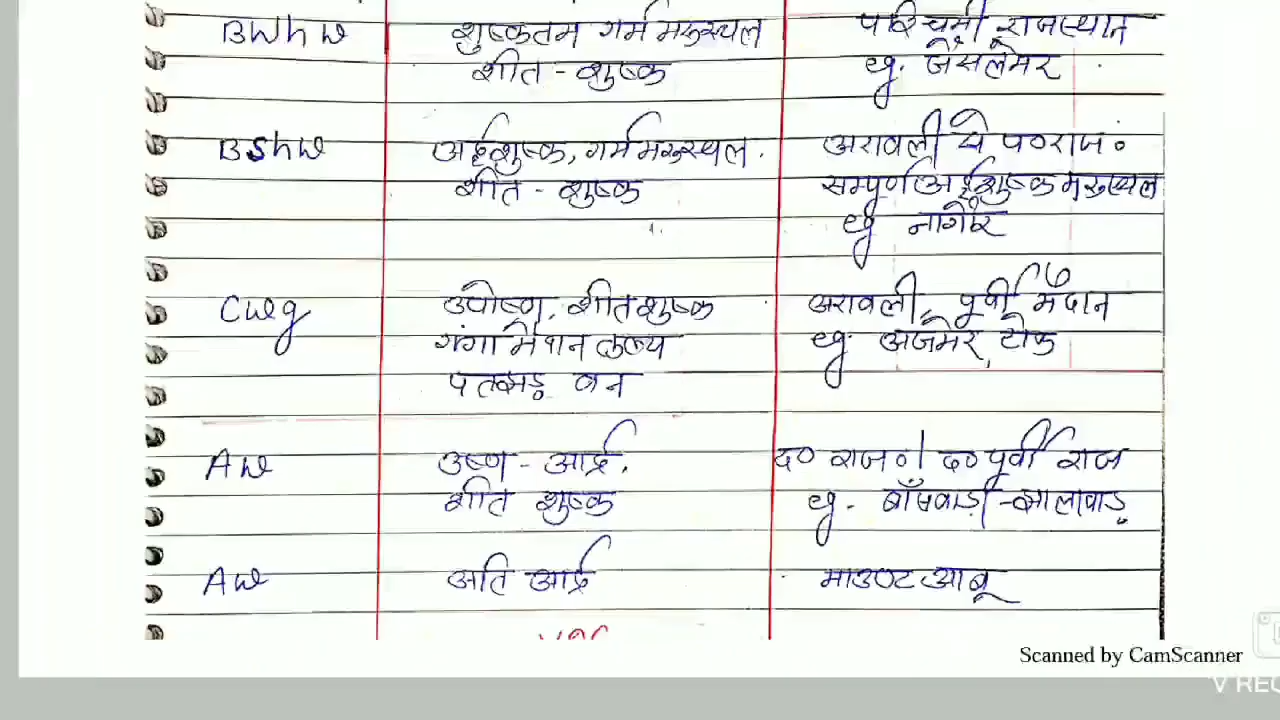 BWhw शुष्कतम गर्म मरुस्थल पश्चिमी राजस्थान
शीत - शुष्क eg. जैसलमेर
BShw अर्द्धशुष्क, गर्म मरुस्थल. अरावली से प० राज०
शीत - शुष्क सम्पूर्ण अर्द्धशुष्क मरुस्थल
eg नागौर
Cwg उपोष्ण, शीत शुष्क अरावली, पूर्वी मैदान
गंगा मैदान तुल्य eg. अजमेर, टोंक
पतझड़ वन
Aw उष्ण - आर्द्र, द० राज०/ द० पूर्वी राज
शीत शुष्क eg. बाँसवाड़ा - झालावाड़
Aw अति आर्द्र माउण्ट आबू
Scanned by CamScanner
V REC